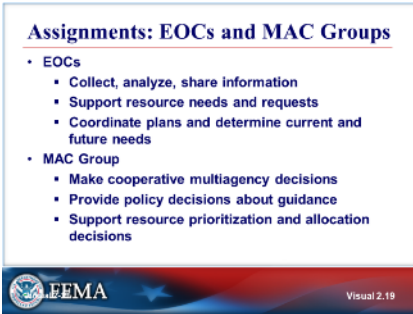 Assignments: EOCs and MAC Groups
• EOCs
▪ Collect, analyze, share information
▪ Support resource needs and requests
▪ Coordinate plans and determine current and
future needs
• MAC Group
▪ Make cooperative multiagency decisions
▪ Provide policy decisions about guidance
▪ Support resource prioritization and allocation
decisions
FEMA
Visual 2.19